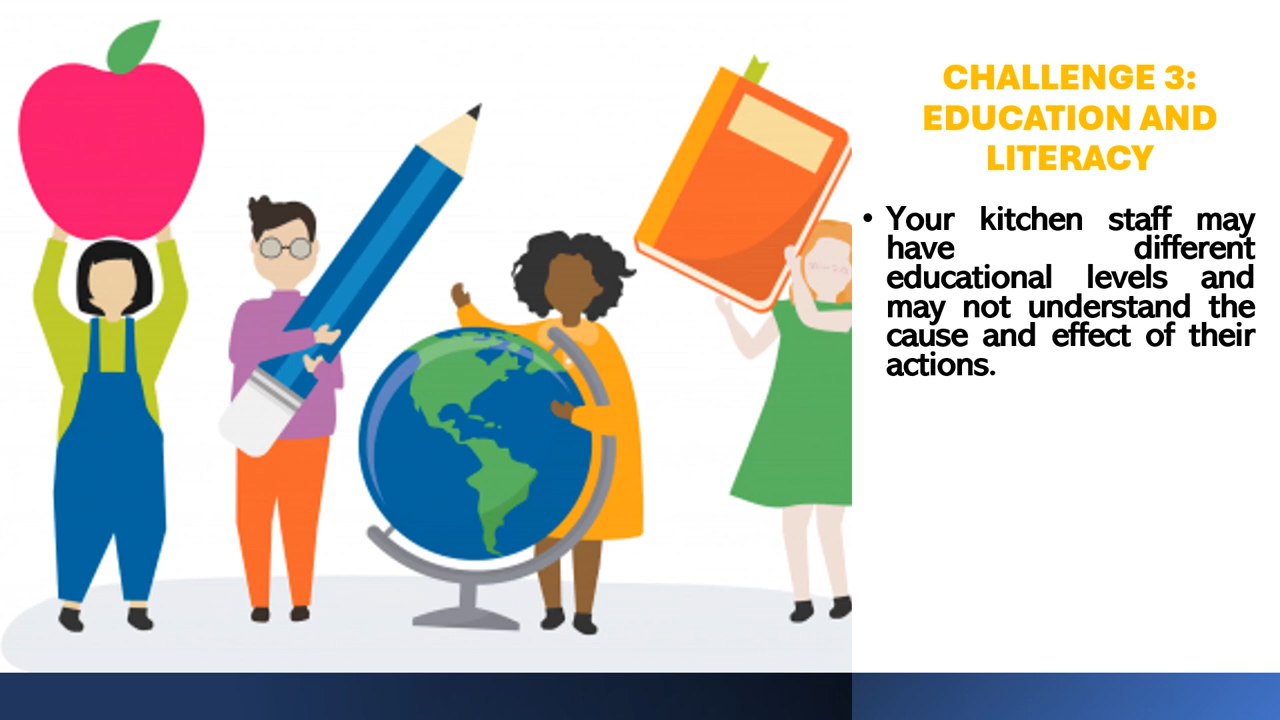 CHALLENGE 3:
EDUCATION AND
LITERACY
• Your kitchen staff may
have different
educational levels and
may not understand the
cause and effect of their
actions.